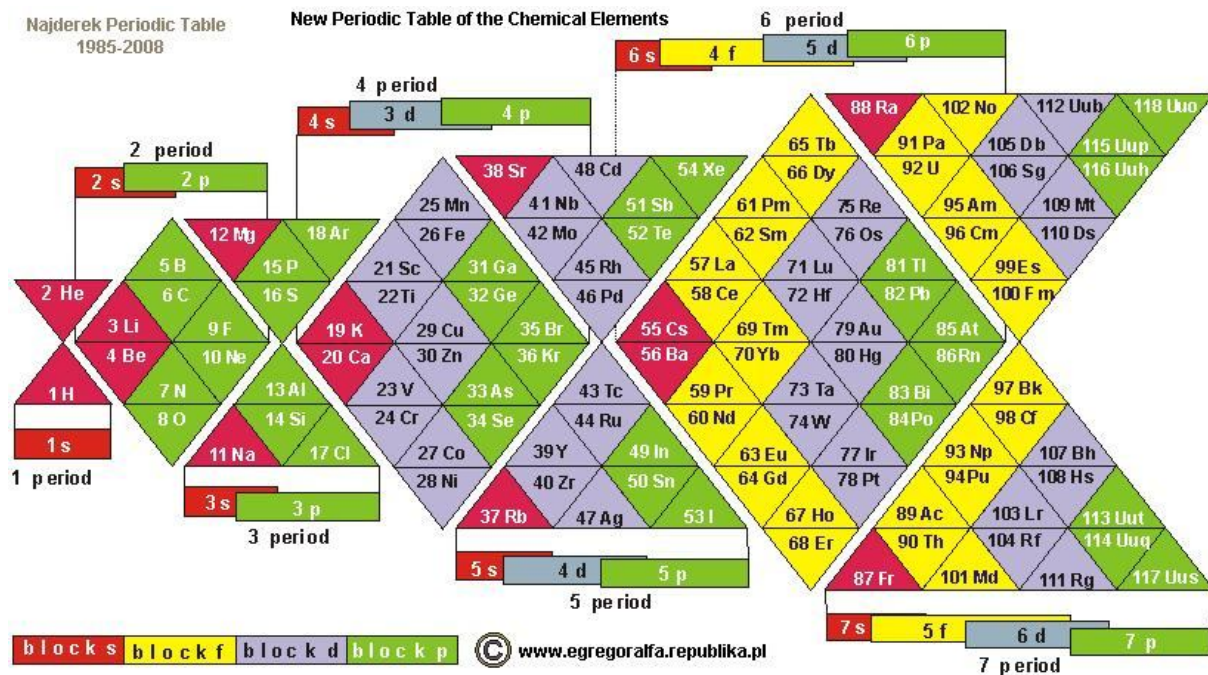 Najderek Periodic Table
1985-2008
New Periodic Table of the Chemical Elements
6 period
6 s
4 f
5 d
6 p
4 period
4 s
3 d
4 p
2 period
2 s
2 p
88 Ra
102 No
112 Uub
118 Uuo
65 Tb
91 Pa
105 Db
115 Uup
66 Dy
92 U
106 Sg
116 Uuh
38 Sr
48 Cd
54 Xe
25 Mn
41 Nb
51 Sb
61 Pm
75 Re
95 Am
109 Mt
12 Mg
18 Ar
26 Fe
42 Mo
52 Te
62 Sm
76 Os
96 Cm
110 Ds
5 B
15 P
21 Sc
31 Ga
45 Rh
57 La
71 Lu
81 Tl
99 Es
2 He
6 C
16 S
22 Ti
32 Ge
46 Pd
58 Ce
72 Hf
82 Pb
100 Fm
3 Li
9 F
19 K
29 Cu
35 Br
55 Cs
69 Tm
79 Au
85 At
4 Be
10 Ne
20 Ca
30 Zn
36 Kr
56 Ba
70 Yb
80 Hg
86 Rn
1 H
7 N
13 Al
23 V
33 As
43 Tc
59 Pr
73 Ta
83 Bi
97 Bk
8 O
14 Si
24 Cr
34 Se
44 Ru
60 Nd
74 W
84 Po
98 Cf
1 s
11 Na
17 Cl
27 Co
39 Y
49 In
63 Eu
77 Ir
93 Np
107 Bh
1 period
28 Ni
40 Zr
50 Sn
64 Gd
78 Pt
94 Pu
108 Hs
3 s
3 p
37 Rb
47 Ag
53 I
67 Ho
89 Ac
103 Lr
113 Uut
3 period
68 Er
90 Th
104 Rf
114 Uuq
5 s
4 d
5 p
87 Fr
101 Md
111 Rg
117 Uus
5 period
7 s
5 f
6 d
7 p
7 period
block s
block f
block d
block p
© www.egregoralfa.republika.pl